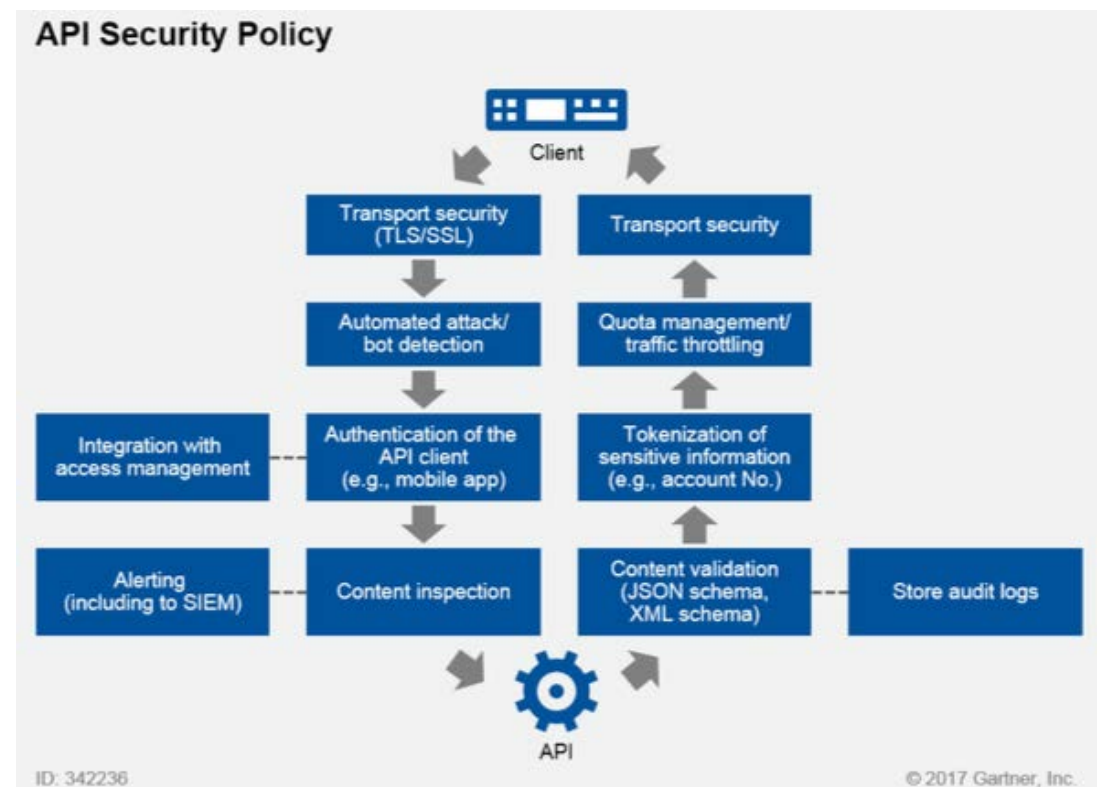 API Security Policy
Client
Transport security
(TLS/SSL)
Transport security
Automated attack/
bot detection
Quota management/
traffic throttling
Integration with
access management
Authentication of the
API client
(e.g., mobile app)
Tokenization of
sensitive information
(e.g., account No.)
Alerting
(including to SIEM)
Content inspection
Content validation
(JSON schema,
XML schema)
Store audit logs
API
ID: 342236
© 2017 Gartner, Inc.